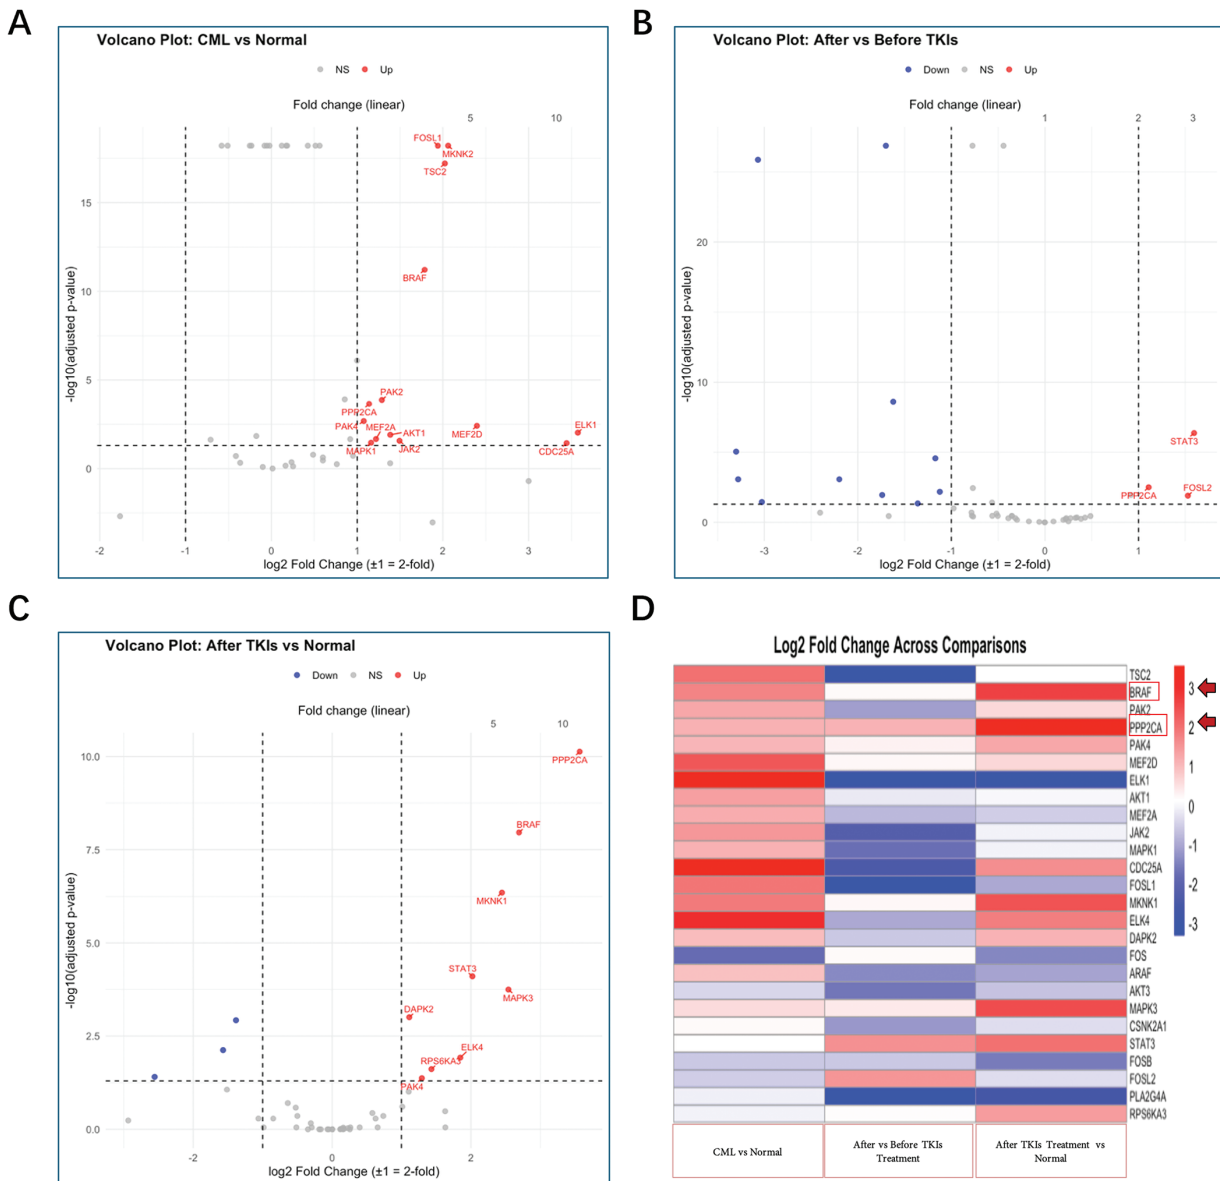 A
Volcano Plot: CML vs Normal
NS Up
Fold change (linear)
5 10
FOSL1
MKNK2
TSC2
BRAF
PAK2
PPP2CA
PAK4 MEF2A
AKT1
MAPK1 JAK2
MEF2D
ELK1
CDC25A
15
10
5
0
-log10(adjusted p-value)
-2 -1 0 1 2 3
log2 Fold Change (±1 = 2-fold)
B
Volcano Plot: After vs Before TKIs
Down NS Up
Fold change (linear)
1 2 3
STAT3
PPP2CA
FOSL2
20
10
0
-log10(adjusted p-value)
-3 -2 -1 0 1
log2 Fold Change (±1 = 2-fold)
C
Volcano Plot: After TKIs vs Normal
Down NS Up
Fold change (linear)
5 10
PPP2CA
BRAF
MKNK1
STAT3
MAPK3
DAPK2
ELK4
RPS6KA3
PAK4
10.0
7.5
5.0
2.5
0.0
-log10(adjusted p-value)
-2 0 2
log2 Fold Change (±1 = 2-fold)
D
Log2 Fold Change Across Comparisons
TSC2
BRAF
PAK2
PPP2CA
PAK4
MEF2D
ELK1
AKT1
MEF2A
JAK2
MAPK1
CDC25A
FOSL1
MKNK1
ELK4
DAPK2
FOS
ARAF
AKT3
MAPK3
CSNK2A1
STAT3
FOSB
FOSL2
PLA2G4A
RPS6KA3
3
2
1
0
-1
-2
-3
CML vs Normal
After vs Before TKIs
Treatment
After TKIs Treatment vs
Normal